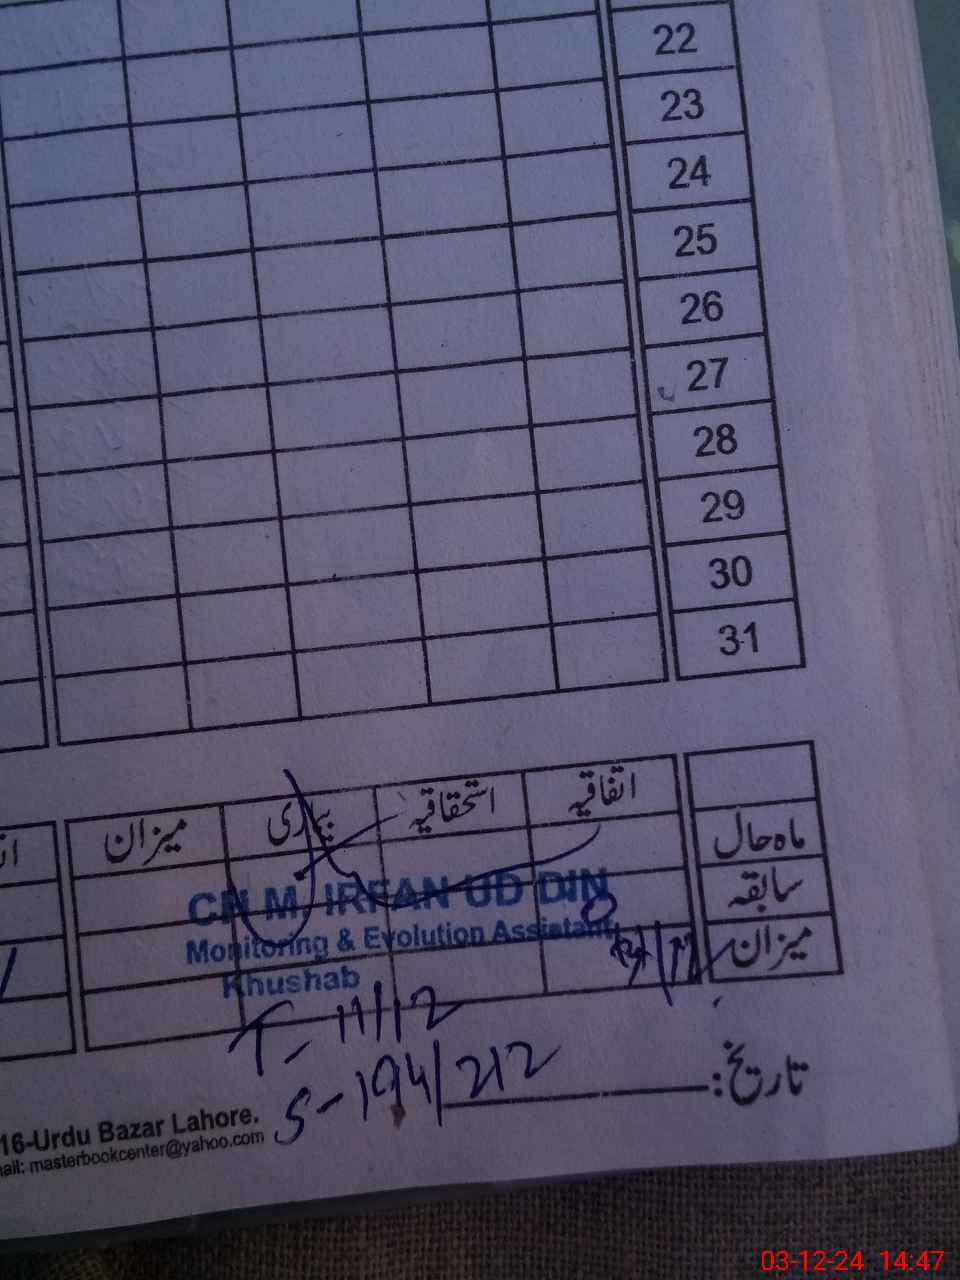 22
23
24
25
26
27
28
29
30
31
اتفاقیہ استحقاقیہ بیماری میزان
ماہ حال
سابقہ
میزان
CH M. IRFAN UD DIN
Monitoring & Evolution Assistant
Khushab
T - 11/12
S - 194/212
تاریخ:
16-Urdu Bazar Lahore.
mail: masterbookcenter@yahoo.com
03-12-24 14:47